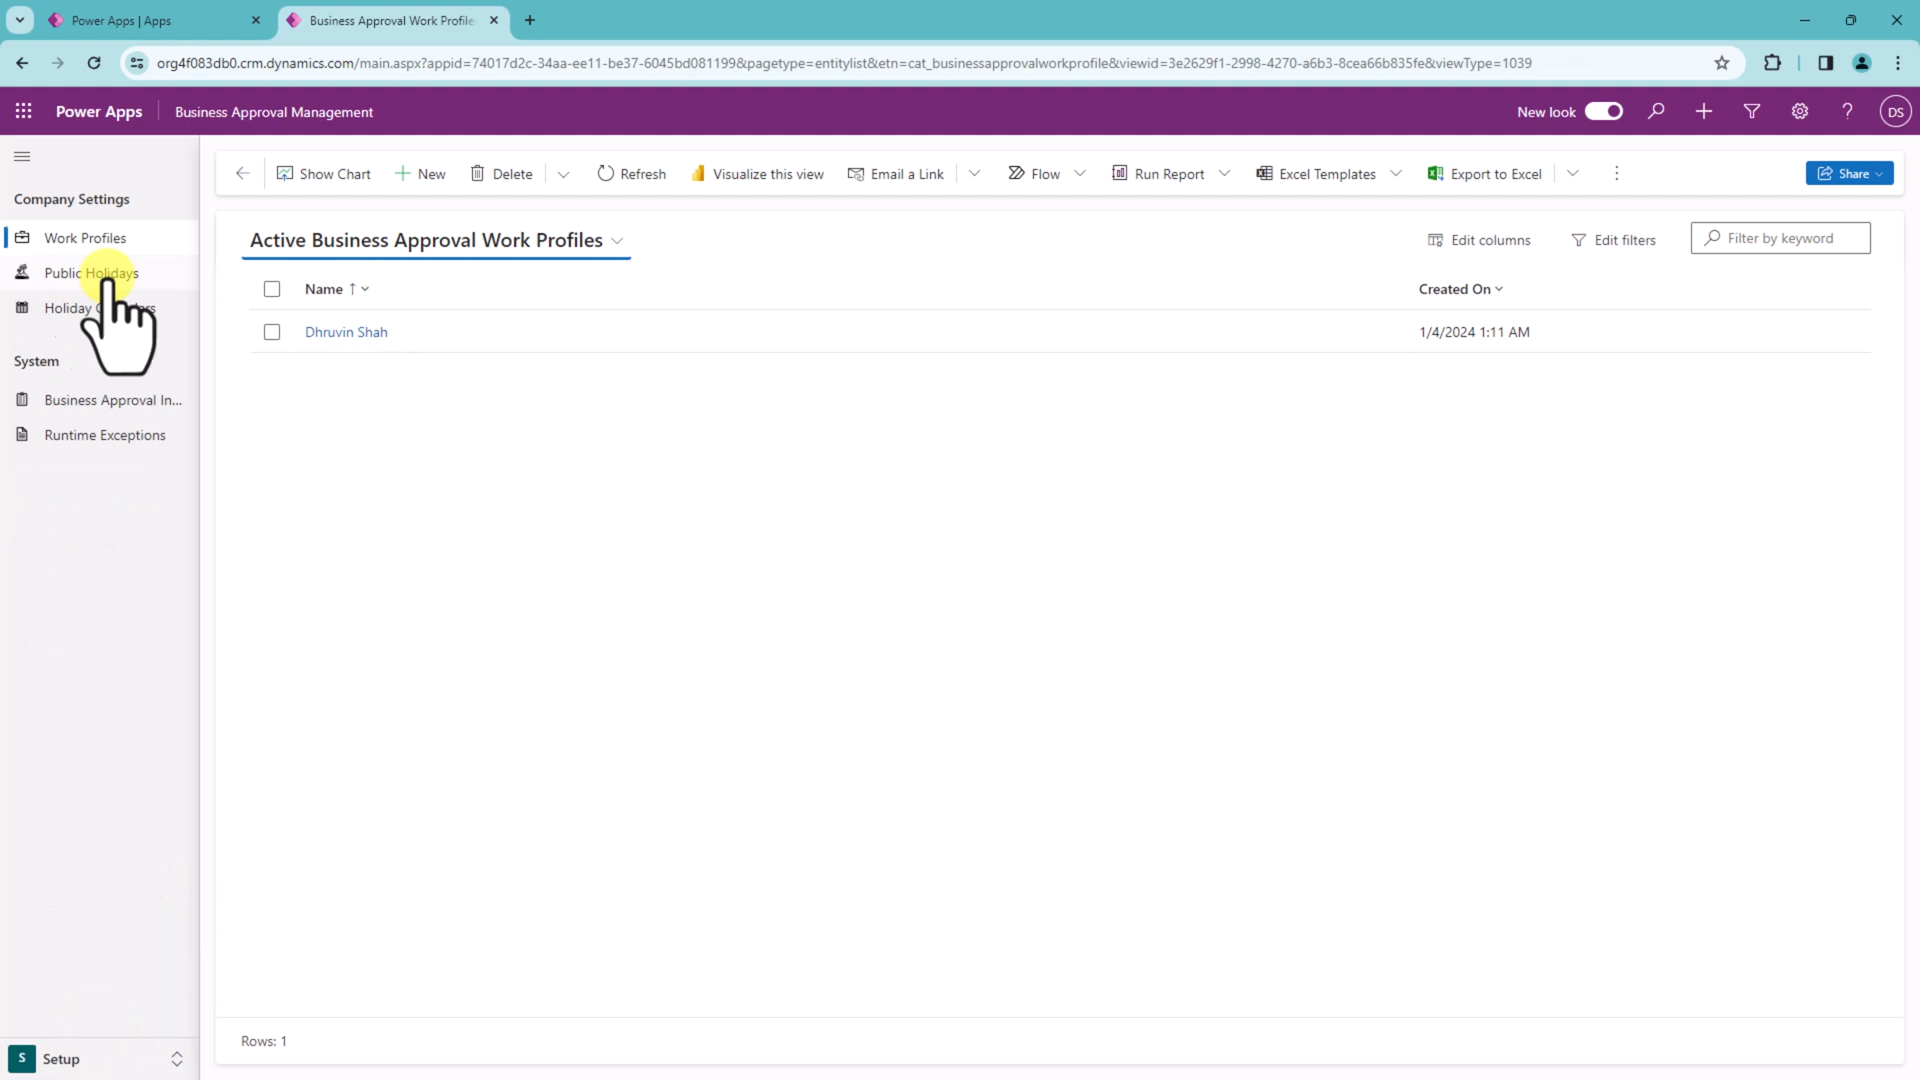 Power Apps | Apps
Business Approval Work Profile
org4f083db0.crm.dynamics.com/main.aspx?appid=74017d2c-34aa-ee11-be37-6045bd081199&pagetype=entitylist&etn=cat_businessapprovalworkprofile&viewid=3e2629f1-2998-4270-a6b3-8cea66b835fe&viewType=1039
Power Apps
Business Approval Management
New look
DS
Show Chart
New
Delete
Refresh
Visualize this view
Email a Link
Flow
Run Report
Excel Templates
Export to Excel
Share
Company Settings
Work Profiles
Public Holidays
Holiday
System
Business Approval In...
Runtime Exceptions
Active Business Approval Work Profiles
Edit columns
Edit filters
Filter by keyword
Name
Created On
Dhruvin Shah
1/4/2024 1:11 AM
Rows: 1
S
Setup